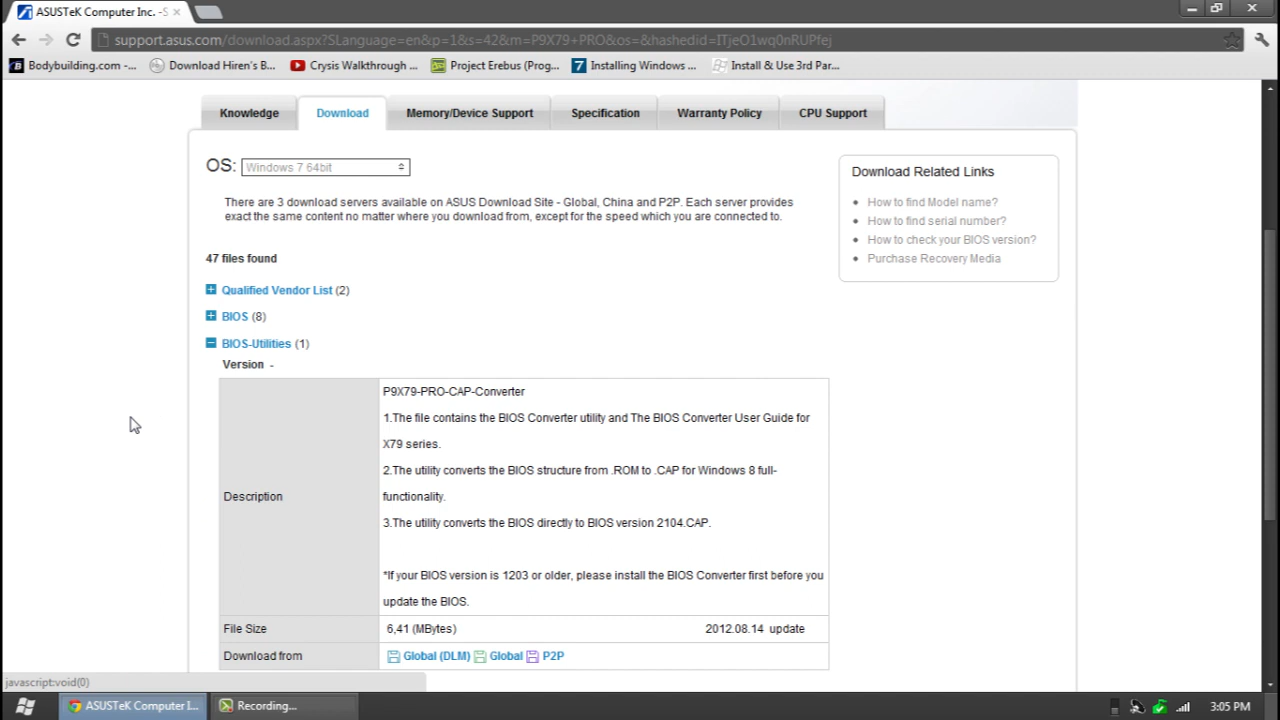 ASUSTeK Computer Inc. -S
support.asus.com/download.aspx?SLanguage=en&p=1&s=42&m=P9X79+PRO&os=&hashedid=ITjeO1wq0nRUPfej
Bodybuilding.com -...
Download Hiren's B...
Crysis Walkthrough ...
Project Erebus (Prog...
Installing Windows ...
Install & Use 3rd Par...
Knowledge
Download
Memory/Device Support
Specification
Warranty Policy
CPU Support
OS: Windows 7 64bit
There are 3 download servers available on ASUS Download Site - Global, China and P2P. Each server provides
exact the same content no matter where you download from, except for the speed which you are connected to.
Download Related Links
How to find Model name?
How to find serial number?
How to check your BIOS version?
Purchase Recovery Media
47 files found
Qualified Vendor List (2)
BIOS (8)
BIOS-Utilities (1)
Version -
Description
P9X79-PRO-CAP-Converter
1.The file contains the BIOS Converter utility and The BIOS Converter User Guide for
X79 series.
2.The utility converts the BIOS structure from .ROM to .CAP for Windows 8 full-
functionality.
3.The utility converts the BIOS directly to BIOS version 2104.CAP.
*If your BIOS version is 1203 or older, please install the BIOS Converter first before you
update the BIOS.
File Size 6,41 (MBytes) 2012.08.14 update
Download from Global (DLM) Global P2P
javascript:void(0)
ASUSTeK Computer I...
Recording...
3:05 PM